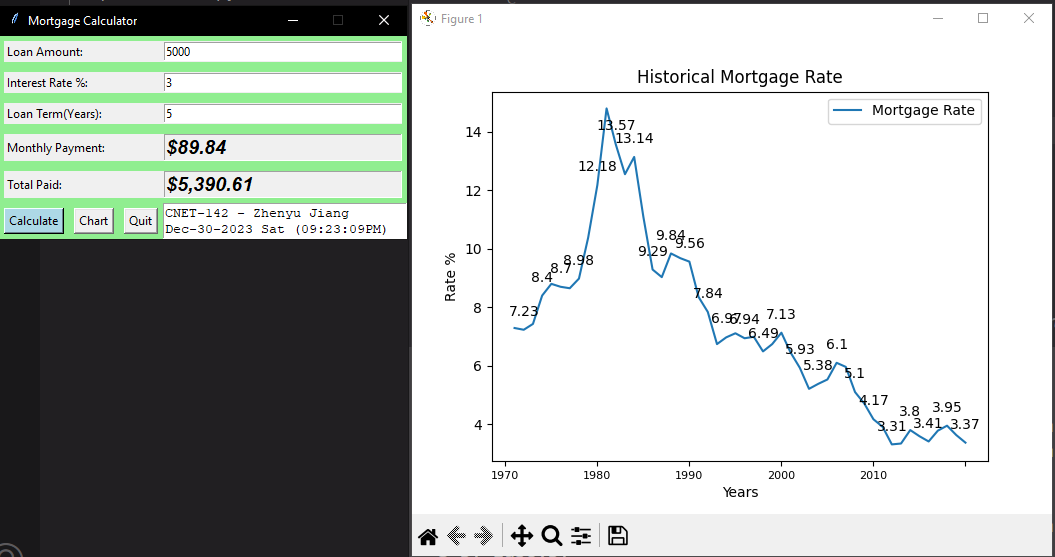 Mortgage Calculator
Loan Amount: 5000
Interest Rate %: 3
Loan Term(Years): 5
Monthly Payment: $89.84
Total Paid: $5,390.61
Calculate Chart Quit
CNET-142 - Zhenyu Jiang
Dec-30-2023 Sat (09:23:09PM)
Figure 1
Historical Mortgage Rate
Mortgage Rate
Rate %
14
12
10
8
6
4
7.23
8.4
8.7
8.98
12.18
13.57
13.14
9.29
9.84
9.56
7.84
6.97
6.94
6.49
7.13
5.93
5.38
6.1
5.1
4.17
3.31
3.8
3.41
3.95
3.37
1970 1980 1990 2000 2010
Years